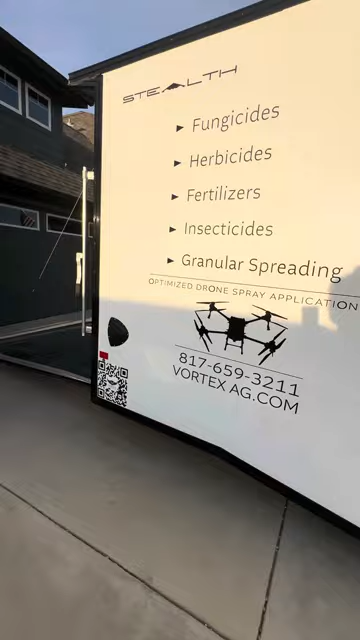 STEALTH
► Fungicides
► Herbicides
► Fertilizers
► Insecticides
► Granular Spreading
OPTIMIZED DRONE SPRAY APPLICATION
817-659-3211
VORTEX AG.COM